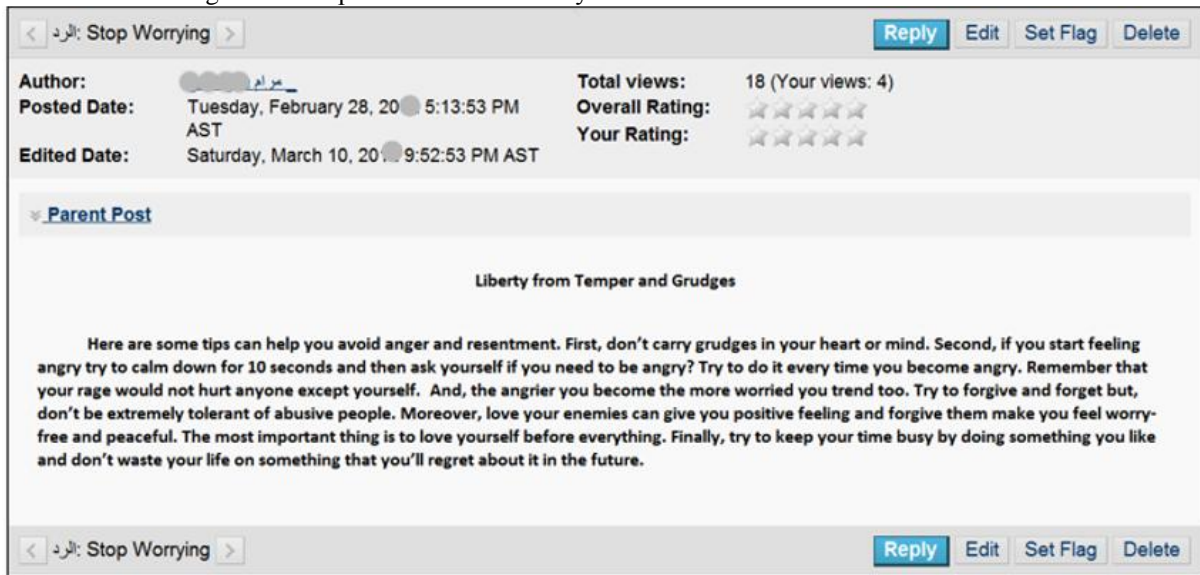 الرد: Stop Worrying
Reply Edit Set Flag Delete
Author: مرام
Total views: 18 (Your views: 4)
Posted Date: Tuesday, February 28, 20 5:13:53 PM AST
Overall Rating:
Your Rating:
Edited Date: Saturday, March 10, 20 9:52:53 PM AST
Parent Post
Liberty from Temper and Grudges
Here are some tips can help you avoid anger and resentment. First, don't carry grudges in your heart or mind. Second, if you start feeling
angry try to calm down for 10 seconds and then ask yourself if you need to be angry? Try to do it every time you become angry. Remember that
your rage would not hurt anyone except yourself. And, the angrier you become the more worried you trend too. Try to forgive and forget but,
don't be extremely tolerant of abusive people. Moreover, love your enemies can give you positive feeling and forgive them make you feel worry-
free and peaceful. The most important thing is to love yourself before everything. Finally, try to keep your time busy by doing something you like
and don't waste your life on something that you'll regret about it in the future.
الرد: Stop Worrying
Reply Edit Set Flag Delete